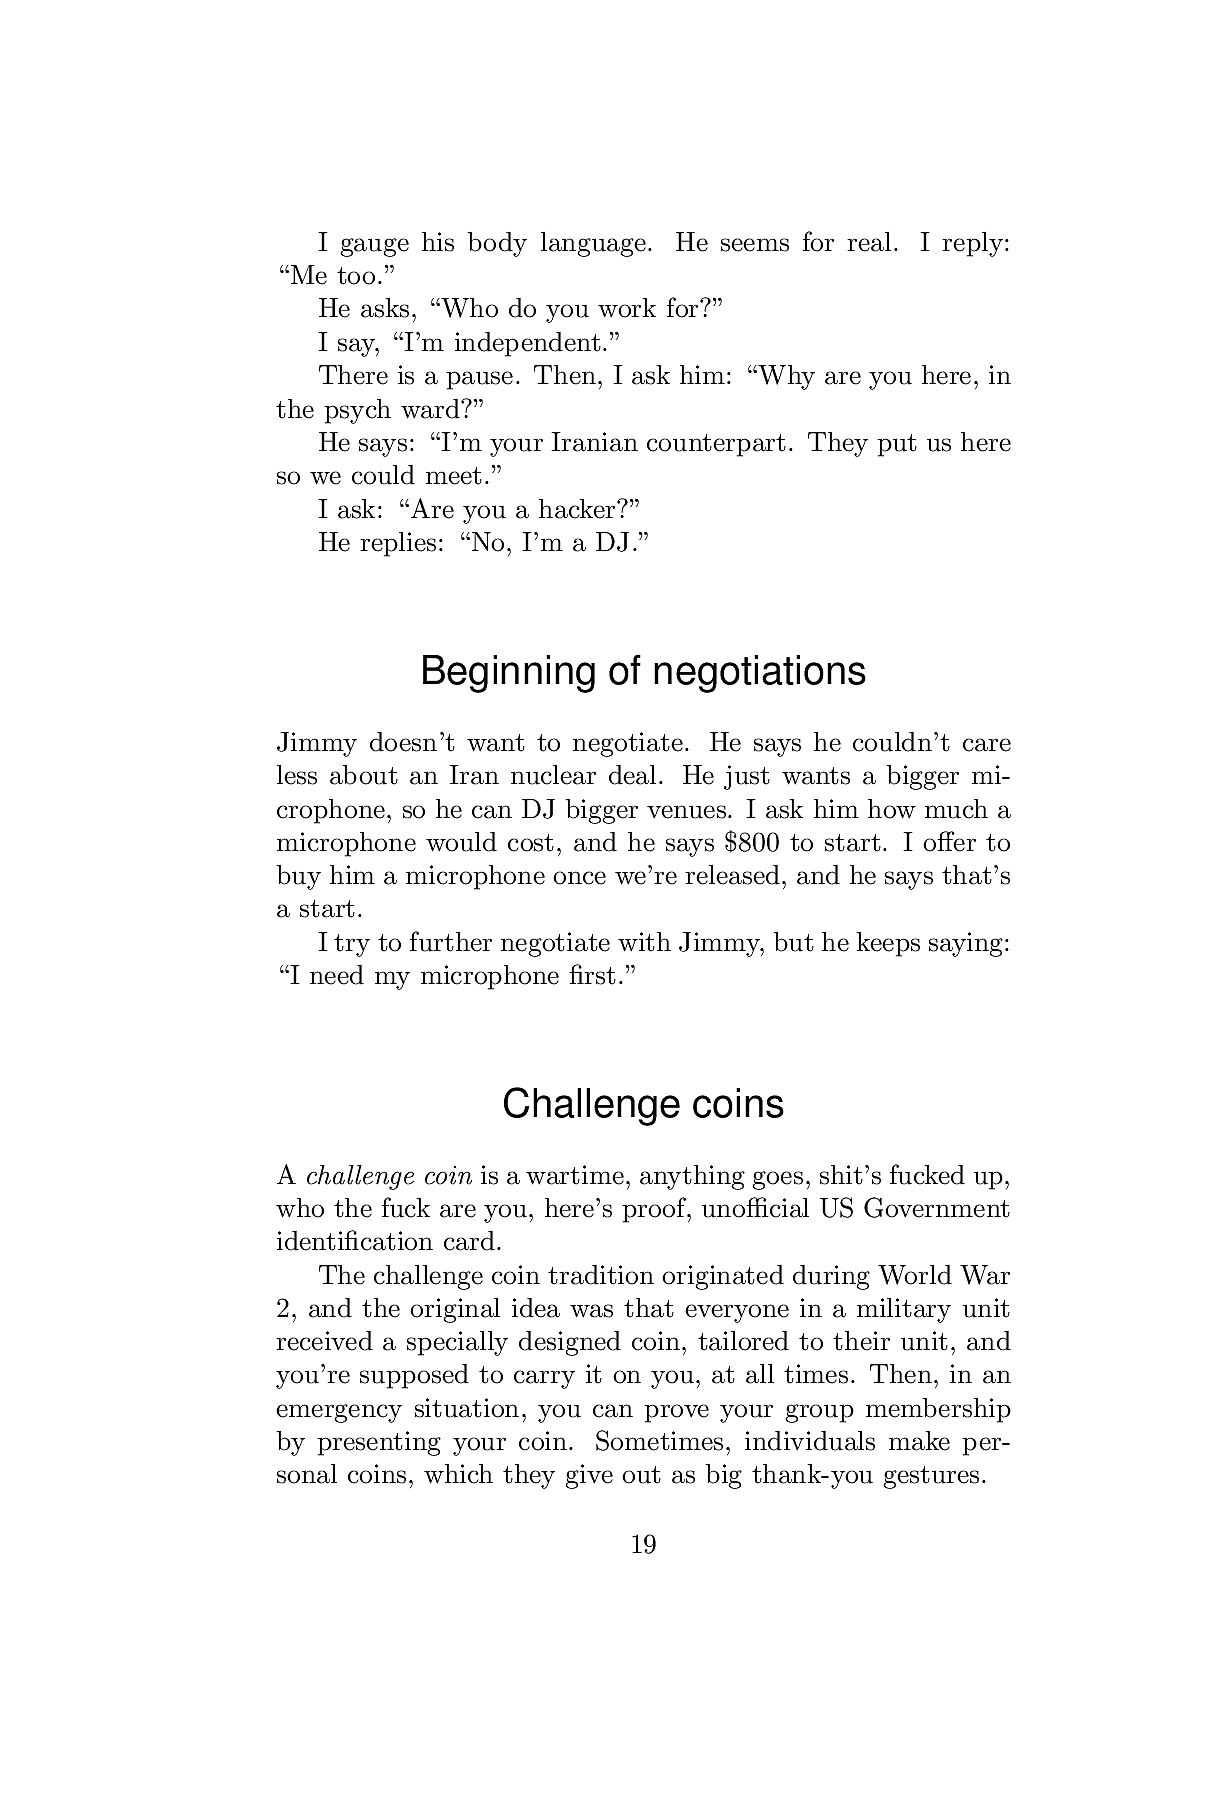 I gauge his body language. He seems for real. I reply:
“Me too.”
He asks, “Who do you work for?”
I say, “I’m independent.”
There is a pause. Then, I ask him: “Why are you here, in
the psych ward?”
He says: “I’m your Iranian counterpart. They put us here
so we could meet.”
I ask: “Are you a hacker?”
He replies: “No, I’m a DJ.”
Beginning of negotiations
Jimmy doesn’t want to negotiate. He says he couldn’t care
less about an Iran nuclear deal. He just wants a bigger mi-
crophone, so he can DJ bigger venues. I ask him how much a
microphone would cost, and he says $800 to start. I offer to
buy him a microphone once we’re released, and he says that’s
a start.
I try to further negotiate with Jimmy, but he keeps saying:
“I need my microphone first.”
Challenge coins
A challenge coin is a wartime, anything goes, shit’s fucked up,
who the fuck are you, here’s proof, unofficial US Government
identification card.
The challenge coin tradition originated during World War
2, and the original idea was that everyone in a military unit
received a specially designed coin, tailored to their unit, and
you’re supposed to carry it on you, at all times. Then, in an
emergency situation, you can prove your group membership
by presenting your coin. Sometimes, individuals make per-
sonal coins, which they give out as big thank-you gestures.
19